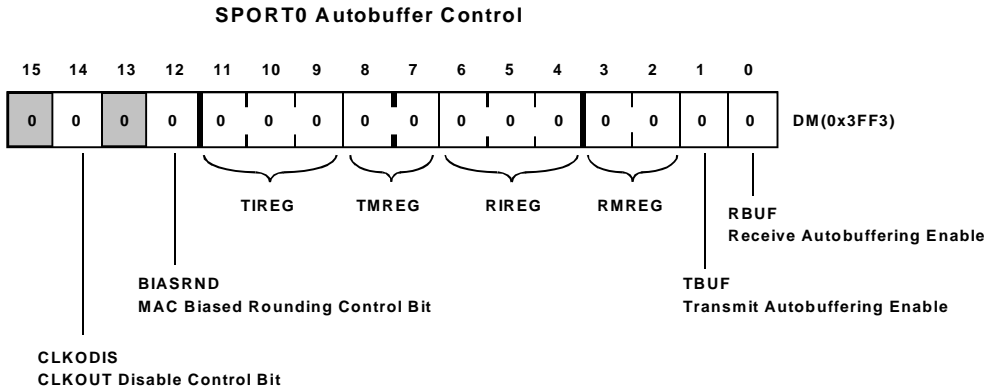 SPORT0 Autobuffer Control
15 14 13 12 11 10 9 8 7 6 5 4 3 2 1 0
0 0 0 0 0 0 0 0 0 0 0 0 0 0 0 0 DM(0x3FF3)
TIREG TMREG RIREG RMREG
RBUF
Receive Autobuffering Enable
BIASRND
MAC Biased Rounding Control Bit
TBUF
Transmit Autobuffering Enable
CLKODIS
CLKOUT Disable Control Bit